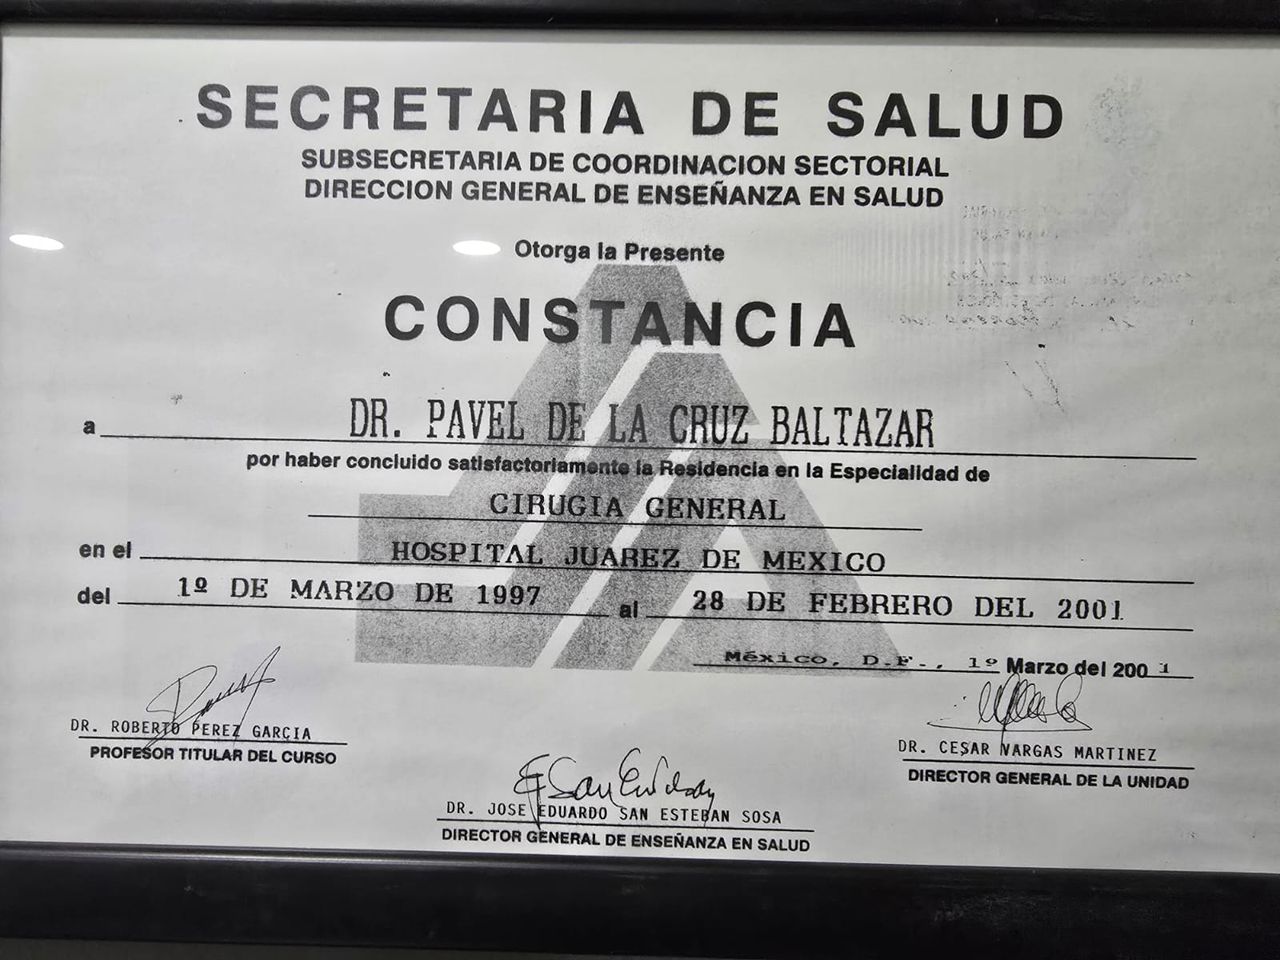 SECRETARIA DE SALUD
SUBSECRETARIA DE COORDINACION SECTORIAL
DIRECCION GENERAL DE ENSEÑANZA EN SALUD
Otorga la Presente
CONSTANCIA
a DR. PAVEL DE LA CRUZ BALTAZAR
por haber concluido satisfactoriamente la Residencia en la Especialidad de
CIRUGIA GENERAL
en el HOSPITAL JUAREZ DE MEXICO
del 1º DE MARZO DE 1997 al 28 DE FEBRERO DEL 2001
México, D.F., 1º Marzo del 2001
DR. ROBERTO PEREZ GARCIA
PROFESOR TITULAR DEL CURSO
DR. CESAR VARGAS MARTINEZ
DIRECTOR GENERAL DE LA UNIDAD
DR. JOSE EDUARDO SAN ESTEBAN SOSA
DIRECTOR GENERAL DE ENSEÑANZA EN SALUD